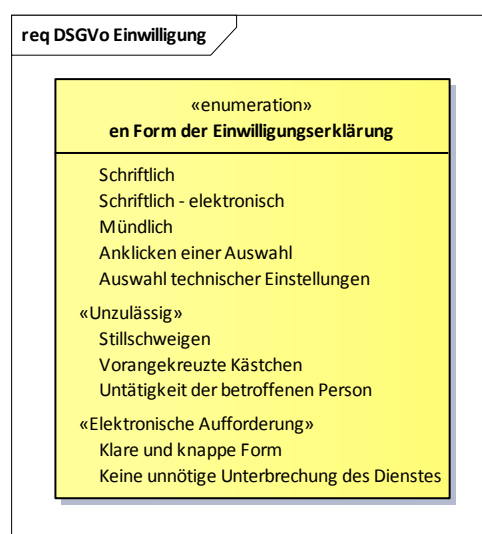 req DSGVo Einwilligung
«enumeration»
en Form der Einwilligungserklärung
Schriftlich
Schriftlich - elektronisch
Mündlich
Anklicken einer Auswahl
Auswahl technischer Einstellungen
«Unzulässig»
Stillschweigen
Vorangekreuzte Kästchen
Untätigkeit der betroffenen Person
«Elektronische Aufforderung»
Klare und knappe Form
Keine unnötige Unterbrechung des Dienstes